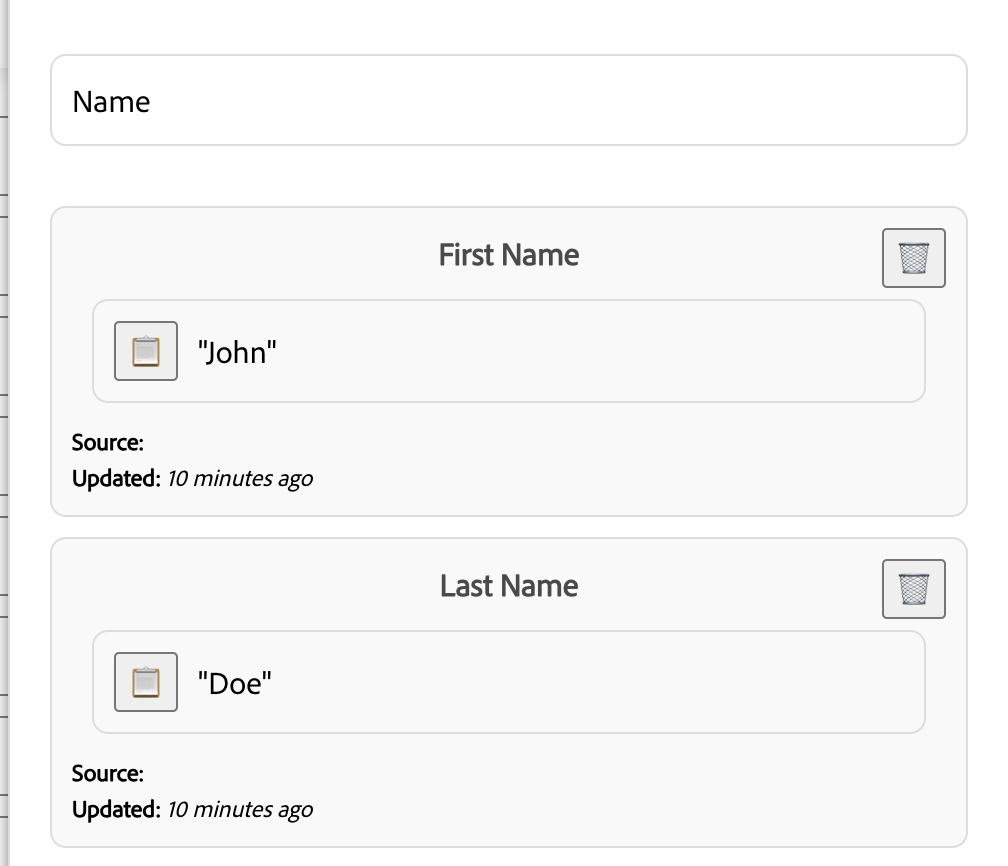 Name
First Name
"John"
Source:
Updated: 10 minutes ago
Last Name
"Doe"
Source:
Updated: 10 minutes ago